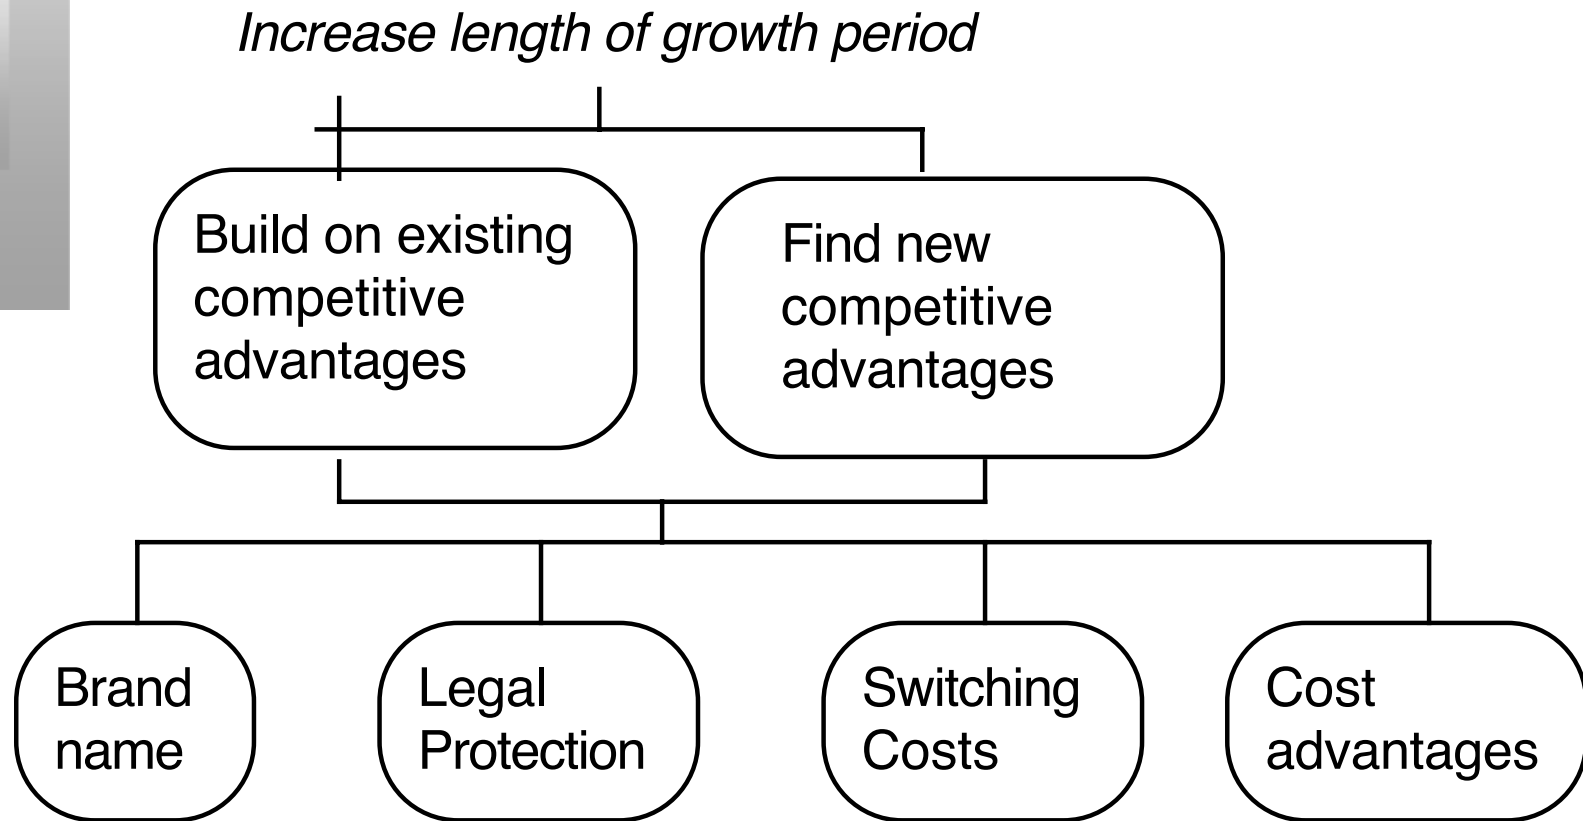 Increase length of growth period
Build on existing
competitive
advantages
Find new
competitive
advantages
Brand
name
Legal
Protection
Switching
Costs
Cost
advantages